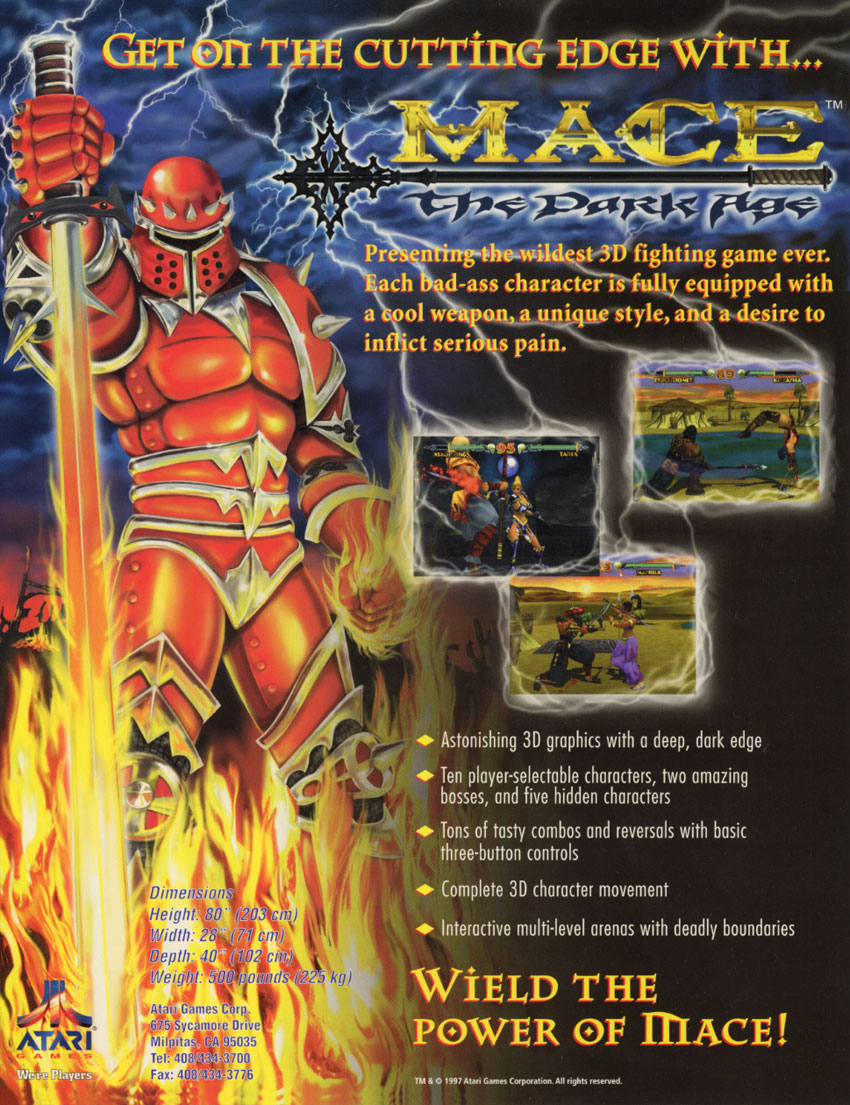 Get on the cutting edge with...
MACE™
The Dark Age
Presenting the wildest 3D fighting game ever.
Each bad-ass character is fully equipped with
a cool weapon, a unique style, and a desire to
inflict serious pain.
89
EXECUTIONER
95
TARIA
Astonishing 3D graphics with a deep, dark edge
Ten player-selectable characters, two amazing
bosses, and five hidden characters
Tons of tasty combos and reversals with basic
three-button controls
Complete 3D character movement
Interactive multi-level arenas with deadly boundaries
Dimensions
Height: 80" (203 cm)
Width: 28" (71 cm)
Depth: 40" (102 cm)
Weight: 500 pounds (225 kg)
Atari Games Corp.
675 Sycamore Drive
Milpitas, CA 95035
Tel: 408/434-3700
Fax: 408/434-3776
ATARI®
GAMES
We're Players
Wield the
power of Mace!
TM & © 1997 Atari Games Corporation. All rights reserved.